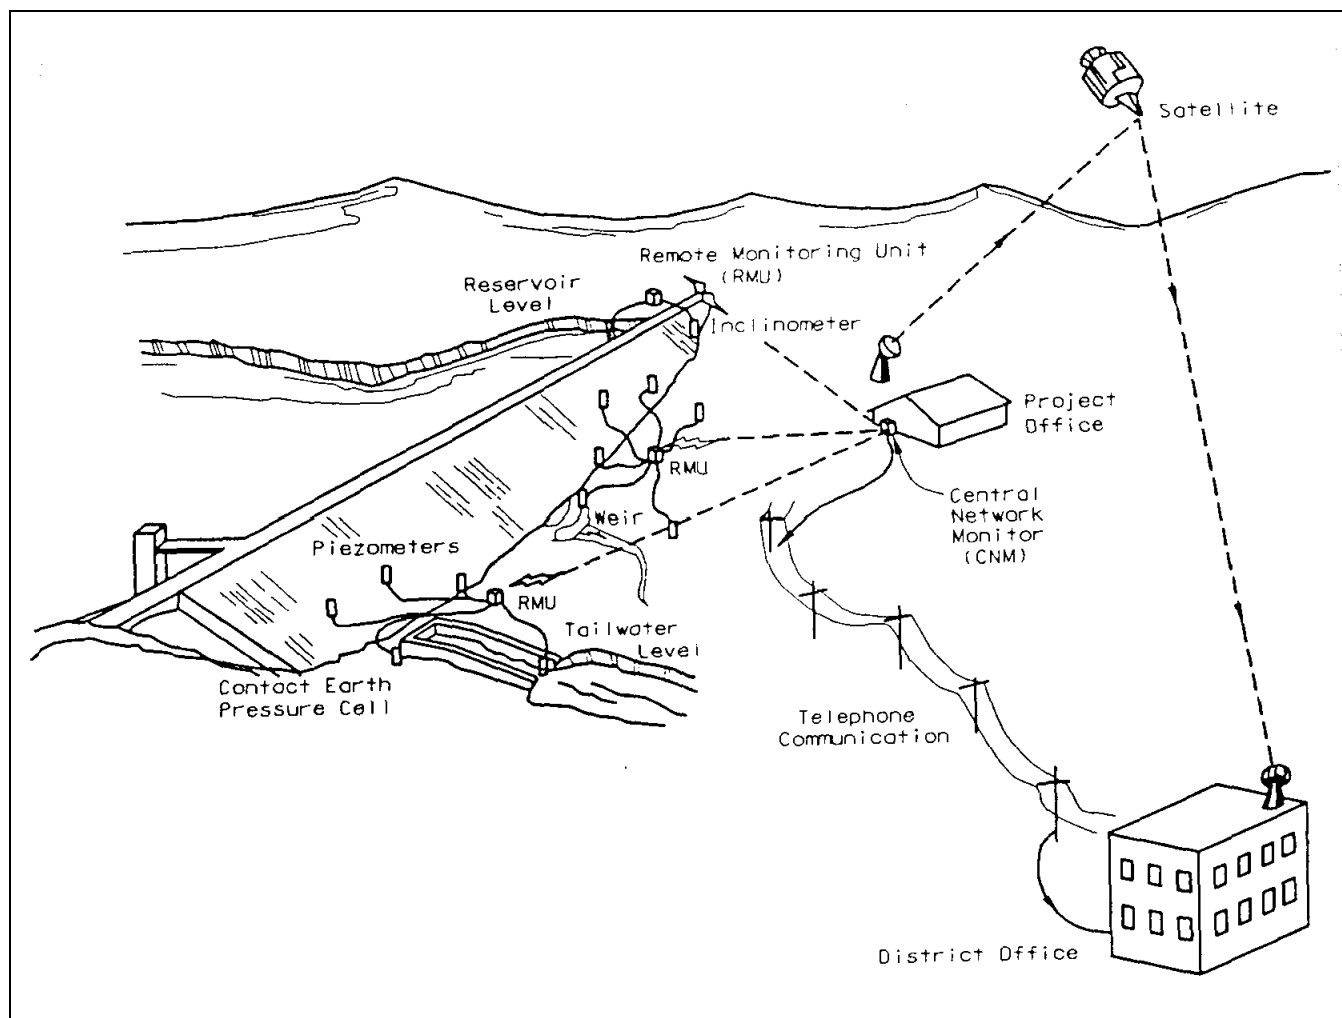 Satellite
Remote Monitoring Unit
(RMU)
Reservoir
Level
Inclinometer
Project
Office
RMU
Central
Network
Monitor
(CNM)
Weir
Piezometers
RMU
Tailwater
Level
Contact Earth
Pressure Cell
Telephone
Communication
District Office